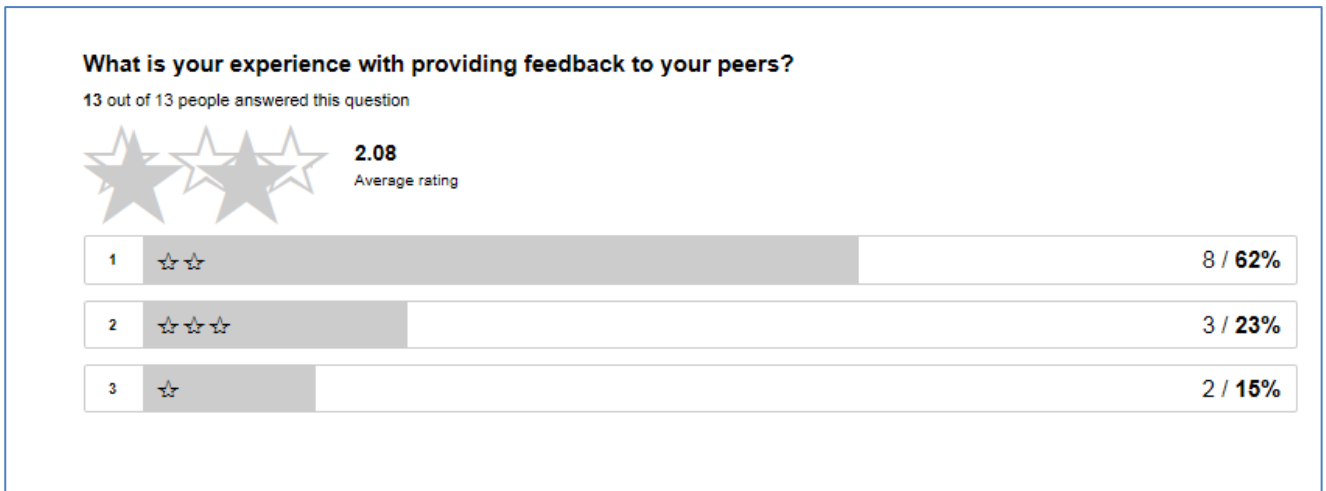 What is your experience with providing feedback to your peers?
13 out of 13 people answered this question
2.08
Average rating
1 8 / 62%
2 3 / 23%
3 2 / 15%